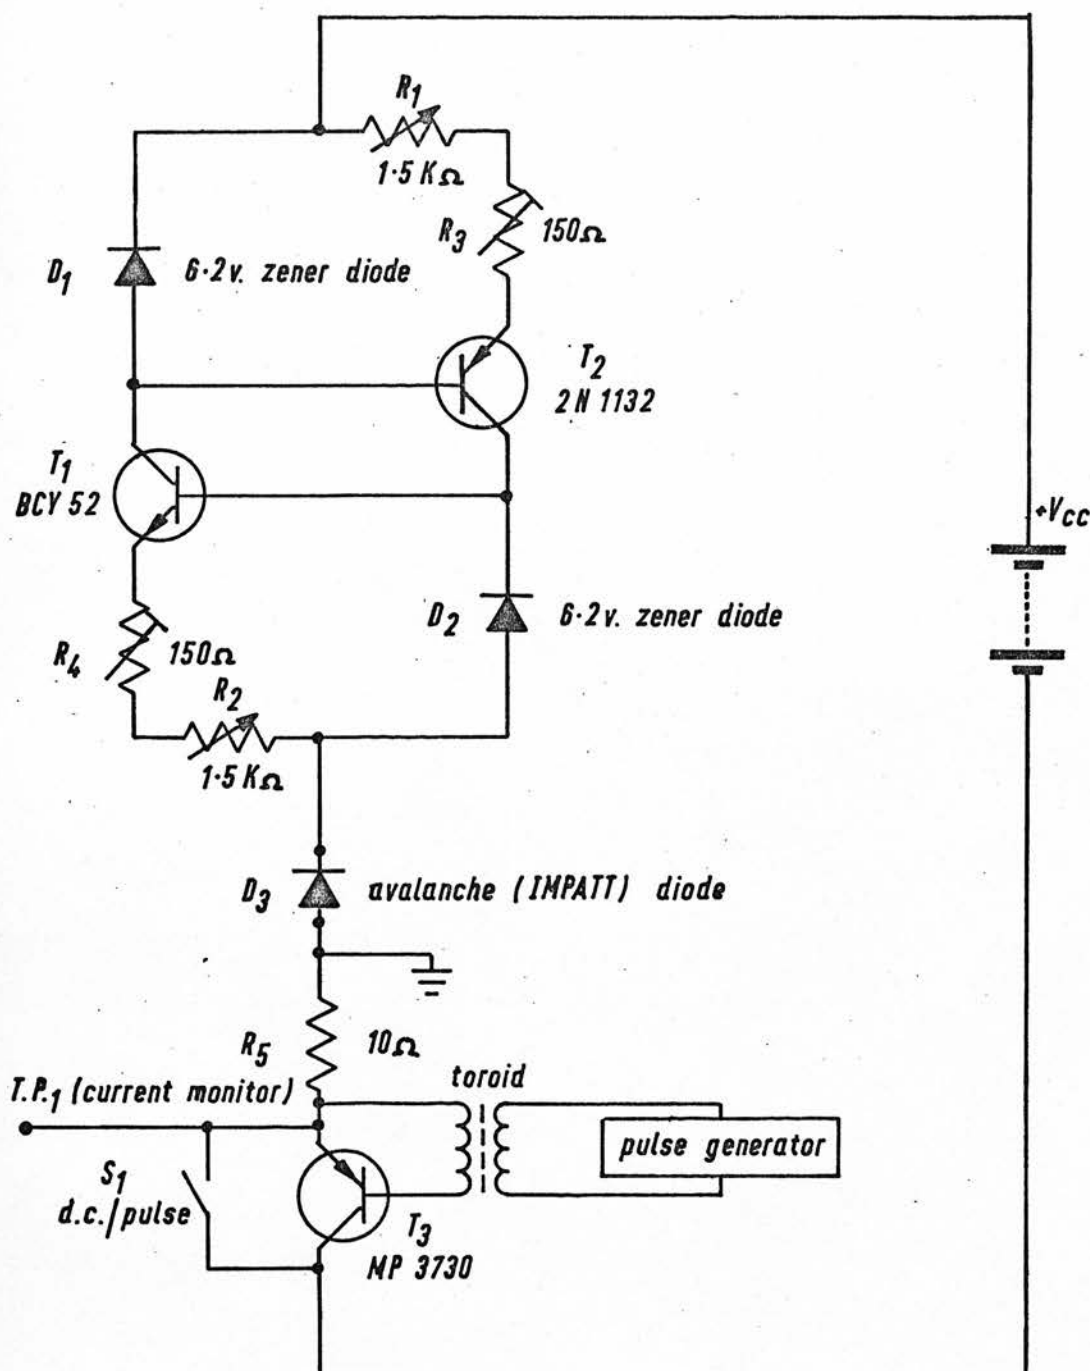 R1
1·5 KΩ
R3
150Ω
D1
6·2v. zener diode
T2
2N 1132
T1
BCY 52
+Vcc
D2
6·2v. zener diode
R4
150Ω
R2
1·5 KΩ
D3
avalanche (IMPATT) diode
R5
10Ω
toroid
T.P.1 (current monitor)
pulse generator
S1
d.c./pulse
T3
MP 3730